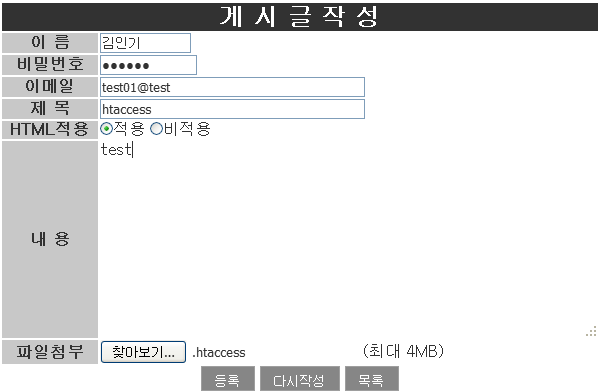 게 시 글 작 성
이 름 김인기
비밀번호 ●●●●●●
이메일 test01@test
제 목 htaccess
HTML적용 적용 비적용
내 용 test
파일첨부 찾아보기... .htaccess (최대 4MB)
등록 다시작성 목록